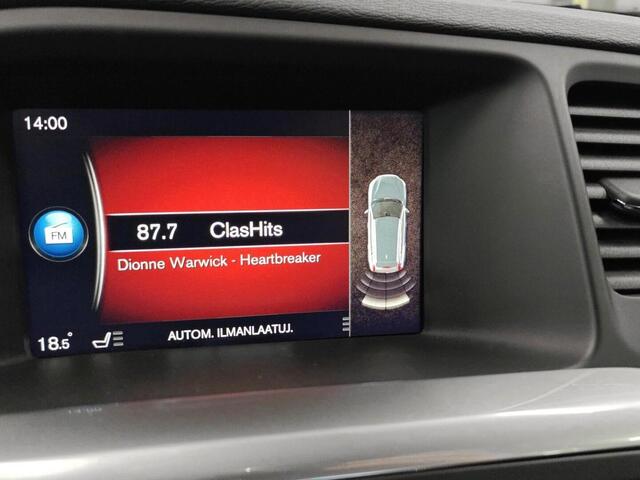 14:00
FM
87.7 ClasHits
Dionne Warwick - Heartbreaker
18.5°
AUTOM. ILMANLAATUJ.